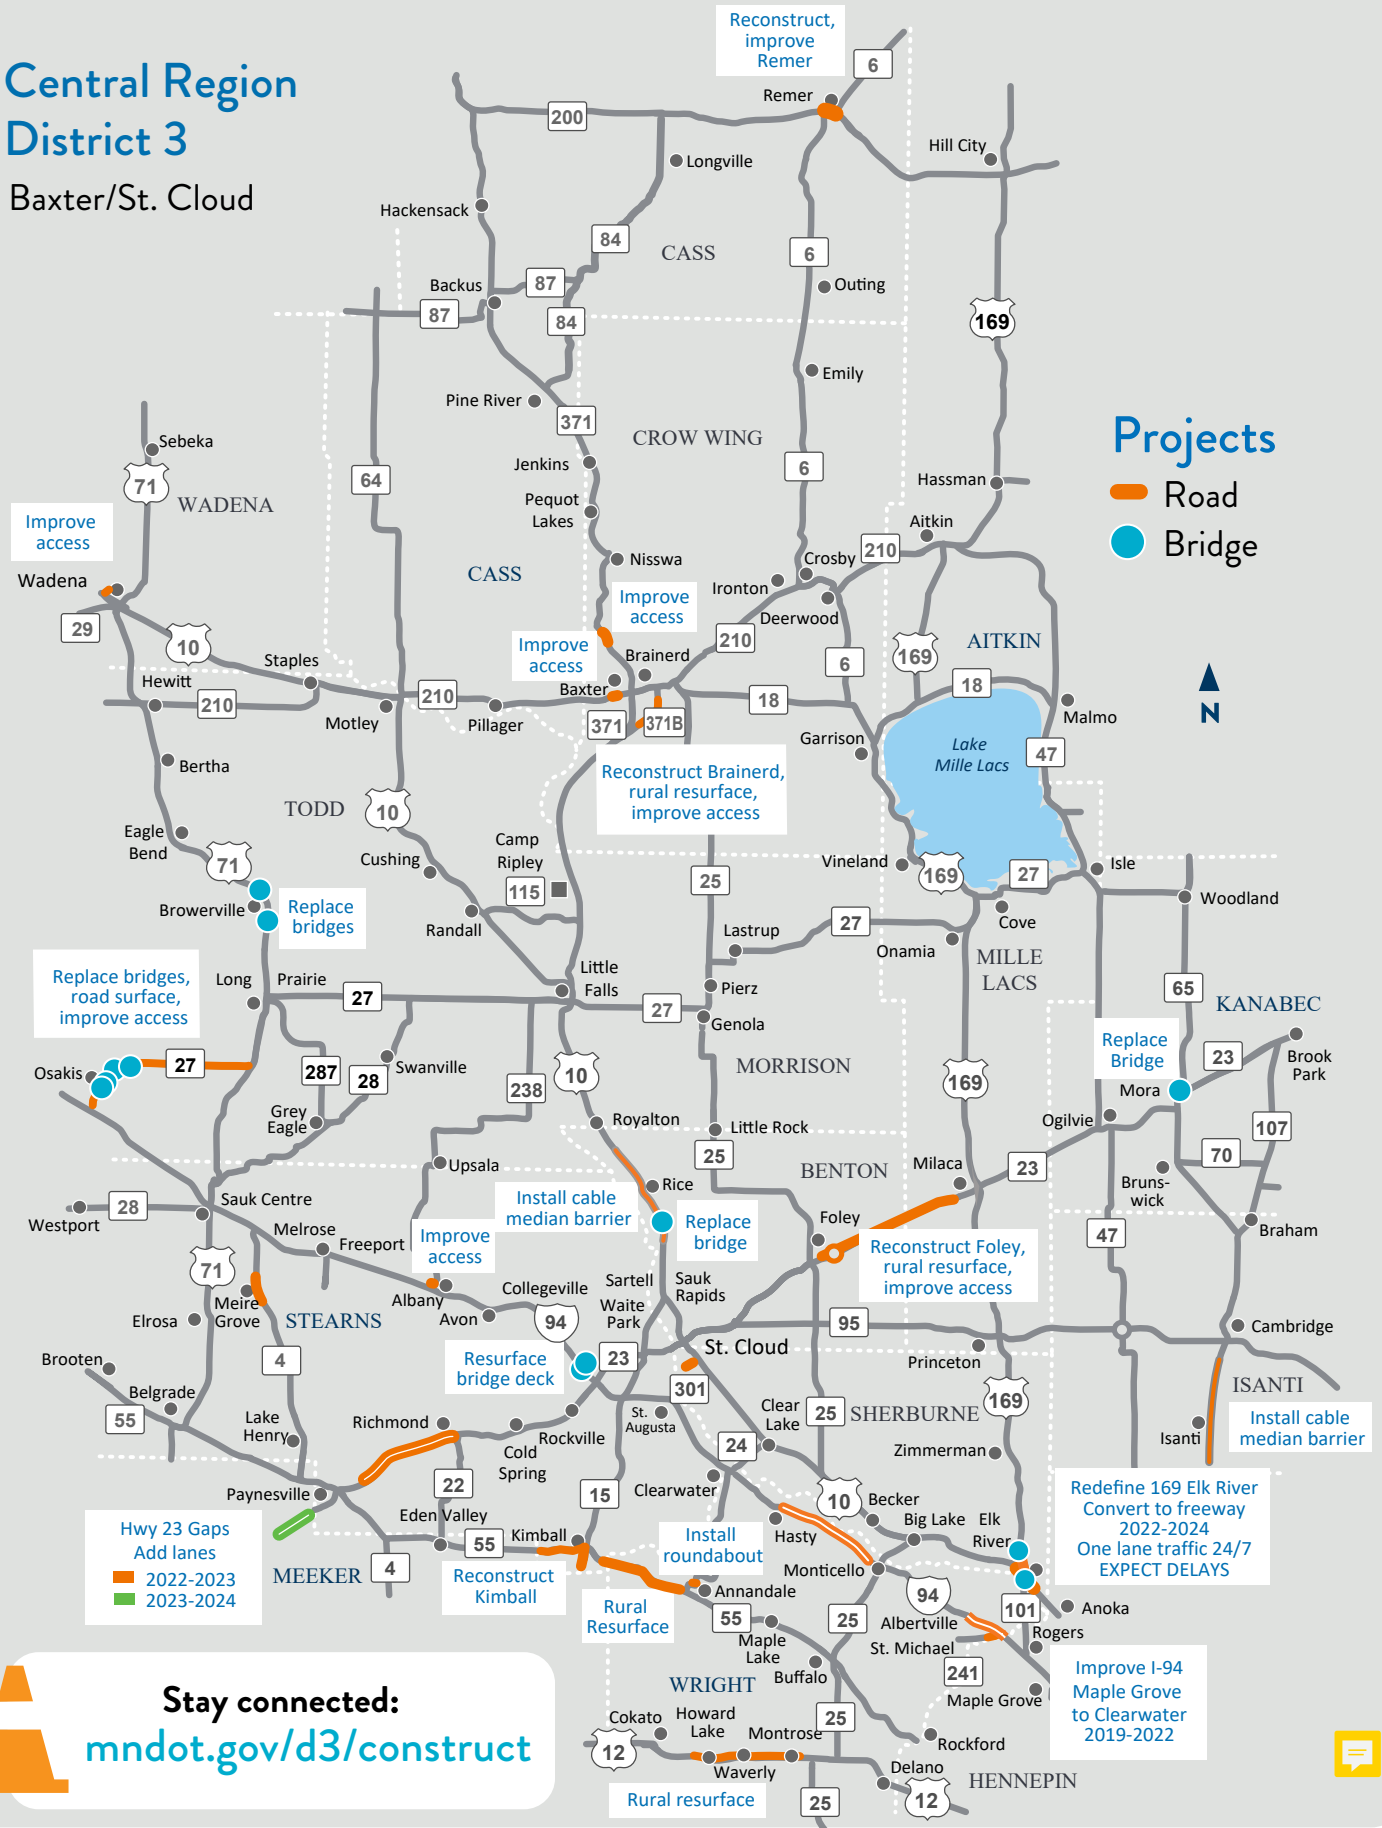 Central Region
District 3
Baxter/St. Cloud
Reconstruct,
improve
Remer
6
Remer
200
Hill City
Longville
Hackensack
84
CASS
6
87
Backus
Outing
87
84
169
Emily
Pine River
371
CROW WING
Projects
Road
Bridge
Sebeka
71
WADENA
64
Jenkins
6
Hassman
Pequot
Lakes
Improve
access
Aitkin
210
Nisswa
Crosby
CASS
Wadena
Ironton
Improve
access
Deerwood
29
10
210
AITKIN
Improve
access
169
Staples
Brainerd
6
Hewitt
Baxter
18
210
210
18
Motley
Pillager
371
371B
Malmo
N
Garrison
Lake
Mille Lacs
47
Bertha
Reconstruct Brainerd,
rural resurface,
improve access
TODD
10
Eagle
Bend
Camp
Ripley
71
Cushing
Vineland
Isle
115
25
169
27
Browerville
Replace
bridges
Woodland
Randall
Lastrup
27
Cove
Onamia
MILLE
LACS
Replace bridges,
road surface,
improve access
Long
Prairie
Little
Falls
27
Pierz
65
27
Genola
KANABEC
Replace
Bridge
23
Brook
Park
Osakis
27
287
28
Swanville
10
MORRISON
169
Mora
238
Grey
Eagle
Royalton
Little Rock
Ogilvie
107
25
70
Upsala
BENTON
Milaca
23
Bruns-
wick
Rice
Sauk Centre
Install cable
median barrier
Westport
28
Replace
bridge
Foley
Braham
Melrose
Freeport
Improve
access
47
Reconstruct Foley,
rural resurface,
improve access
71
Collegeville
Sartell
Sauk
Rapids
Albany
Meire
Grove
Waite
Park
Elrosa
STEARNS
Avon
94
95
Cambridge
St. Cloud
Brooten
4
Resurface
bridge deck
23
Princeton
301
ISANTI
Belgrade
55
Lake
Henry
Richmond
St.
Augusta
Clear
Lake
25
SHERBURNE
169
Install cable
median barrier
Isanti
Rockville
Cold
Spring
24
Zimmerman
22
Clearwater
15
Redefine 169 Elk River
Convert to freeway
2022-2024
One lane traffic 24/7
EXPECT DELAYS
Paynesville
10
Becker
Eden Valley
Big Lake
Elk
River
Hwy 23 Gaps
Add lanes
2022-2023
2023-2024
Hasty
Kimball
55
Install
roundabout
4
MEEKER
Reconstruct
Kimball
Monticello
Annandale
94
Rural
Resurface
101
Anoka
55
25
Albertville
Rogers
Maple
Lake
St. Michael
Buffalo
241
Improve I-94
Maple Grove
to Clearwater
2019-2022
WRIGHT
Maple Grove
Stay connected:
mndot.gov/d3/construct
Cokato
Howard
Lake
25
Montrose
12
Rockford
Waverly
Delano
HENNEPIN
Rural resurface
25
12